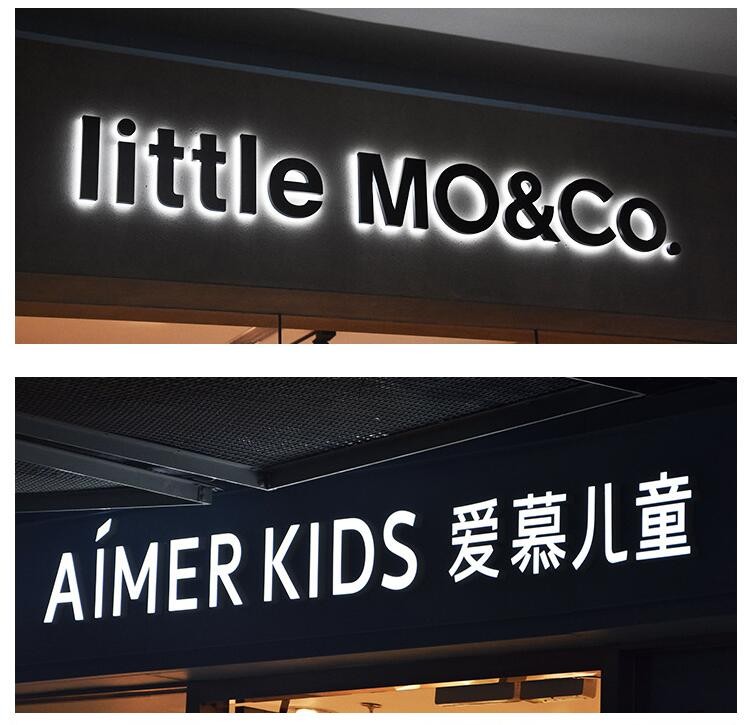 little MO&Co.
AÍMER KIDS 爱慕儿童